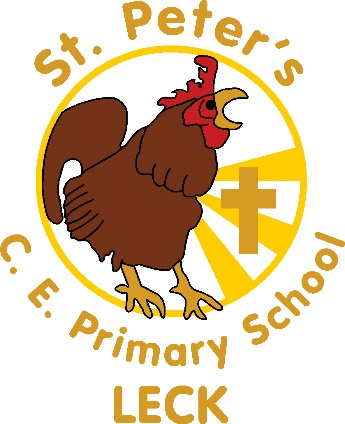 St. Peter's
C. E. Primary School
LECK